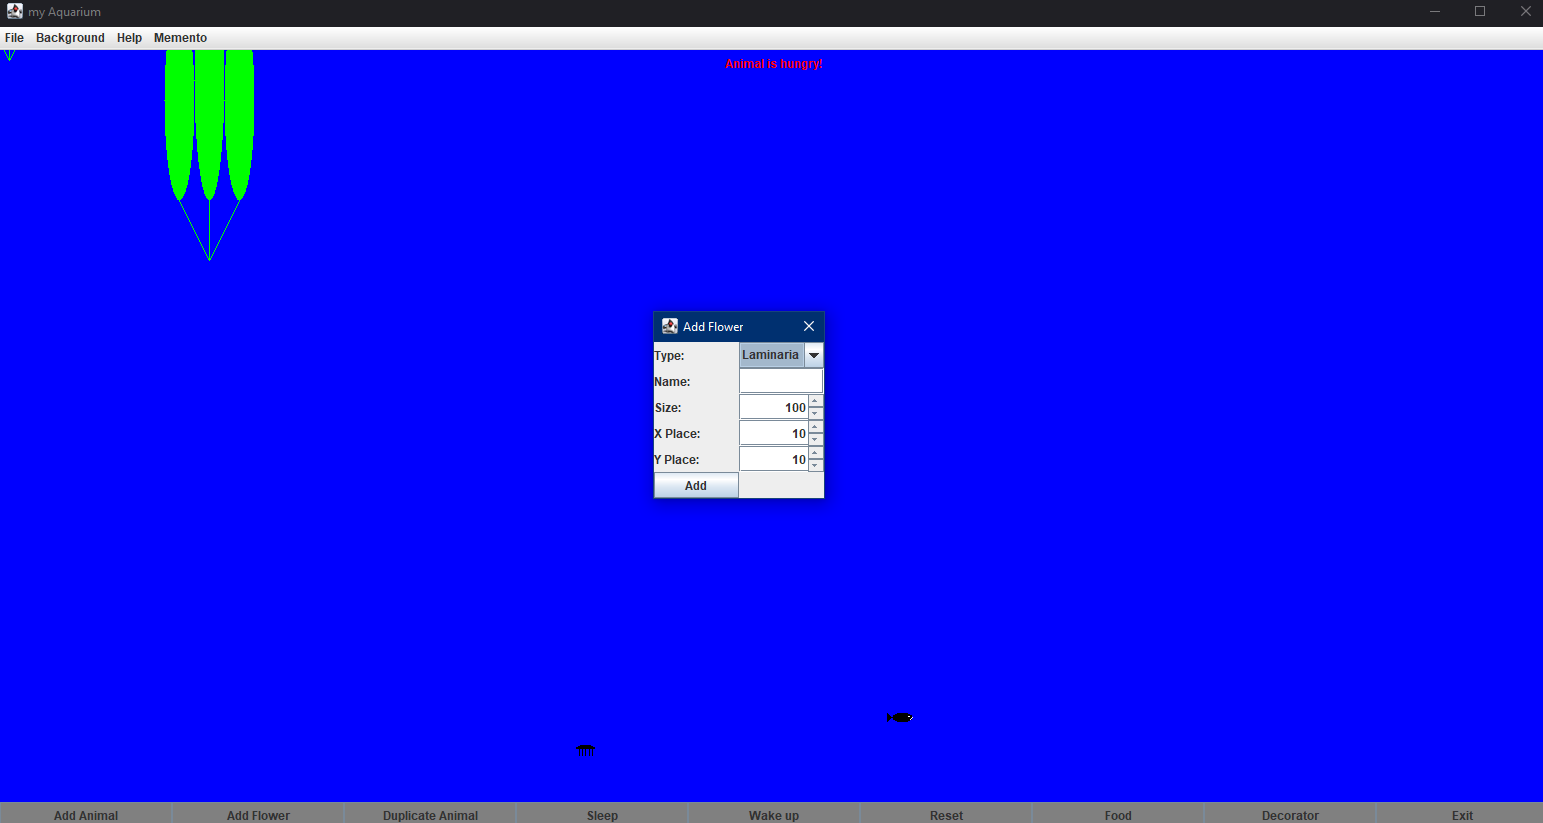 my Aquarium
File Background Help Memento
Animal is hungry!
Add Flower
Type: Laminaria
Name:
Size: 100
X Place: 10
Y Place: 10
Add
Add Animal Add Flower Duplicate Animal Sleep Wake up Reset Food Decorator Exit